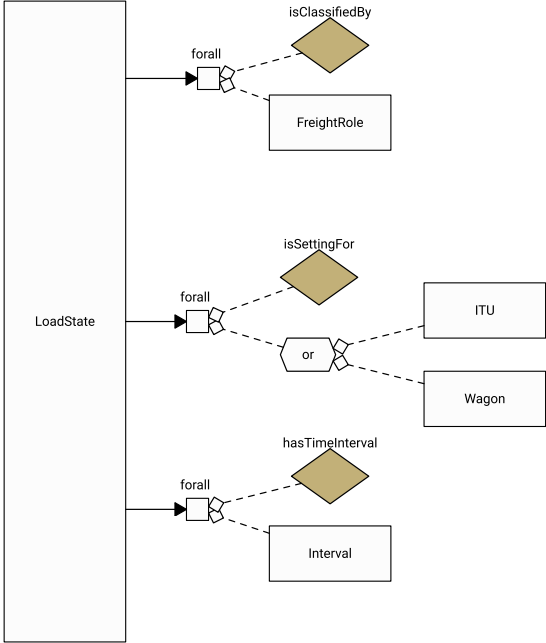 isClassifiedBy
forall
FreightRole
isSettingFor
forall
ITU
LoadState
or
Wagon
hasTimeInterval
forall
Interval